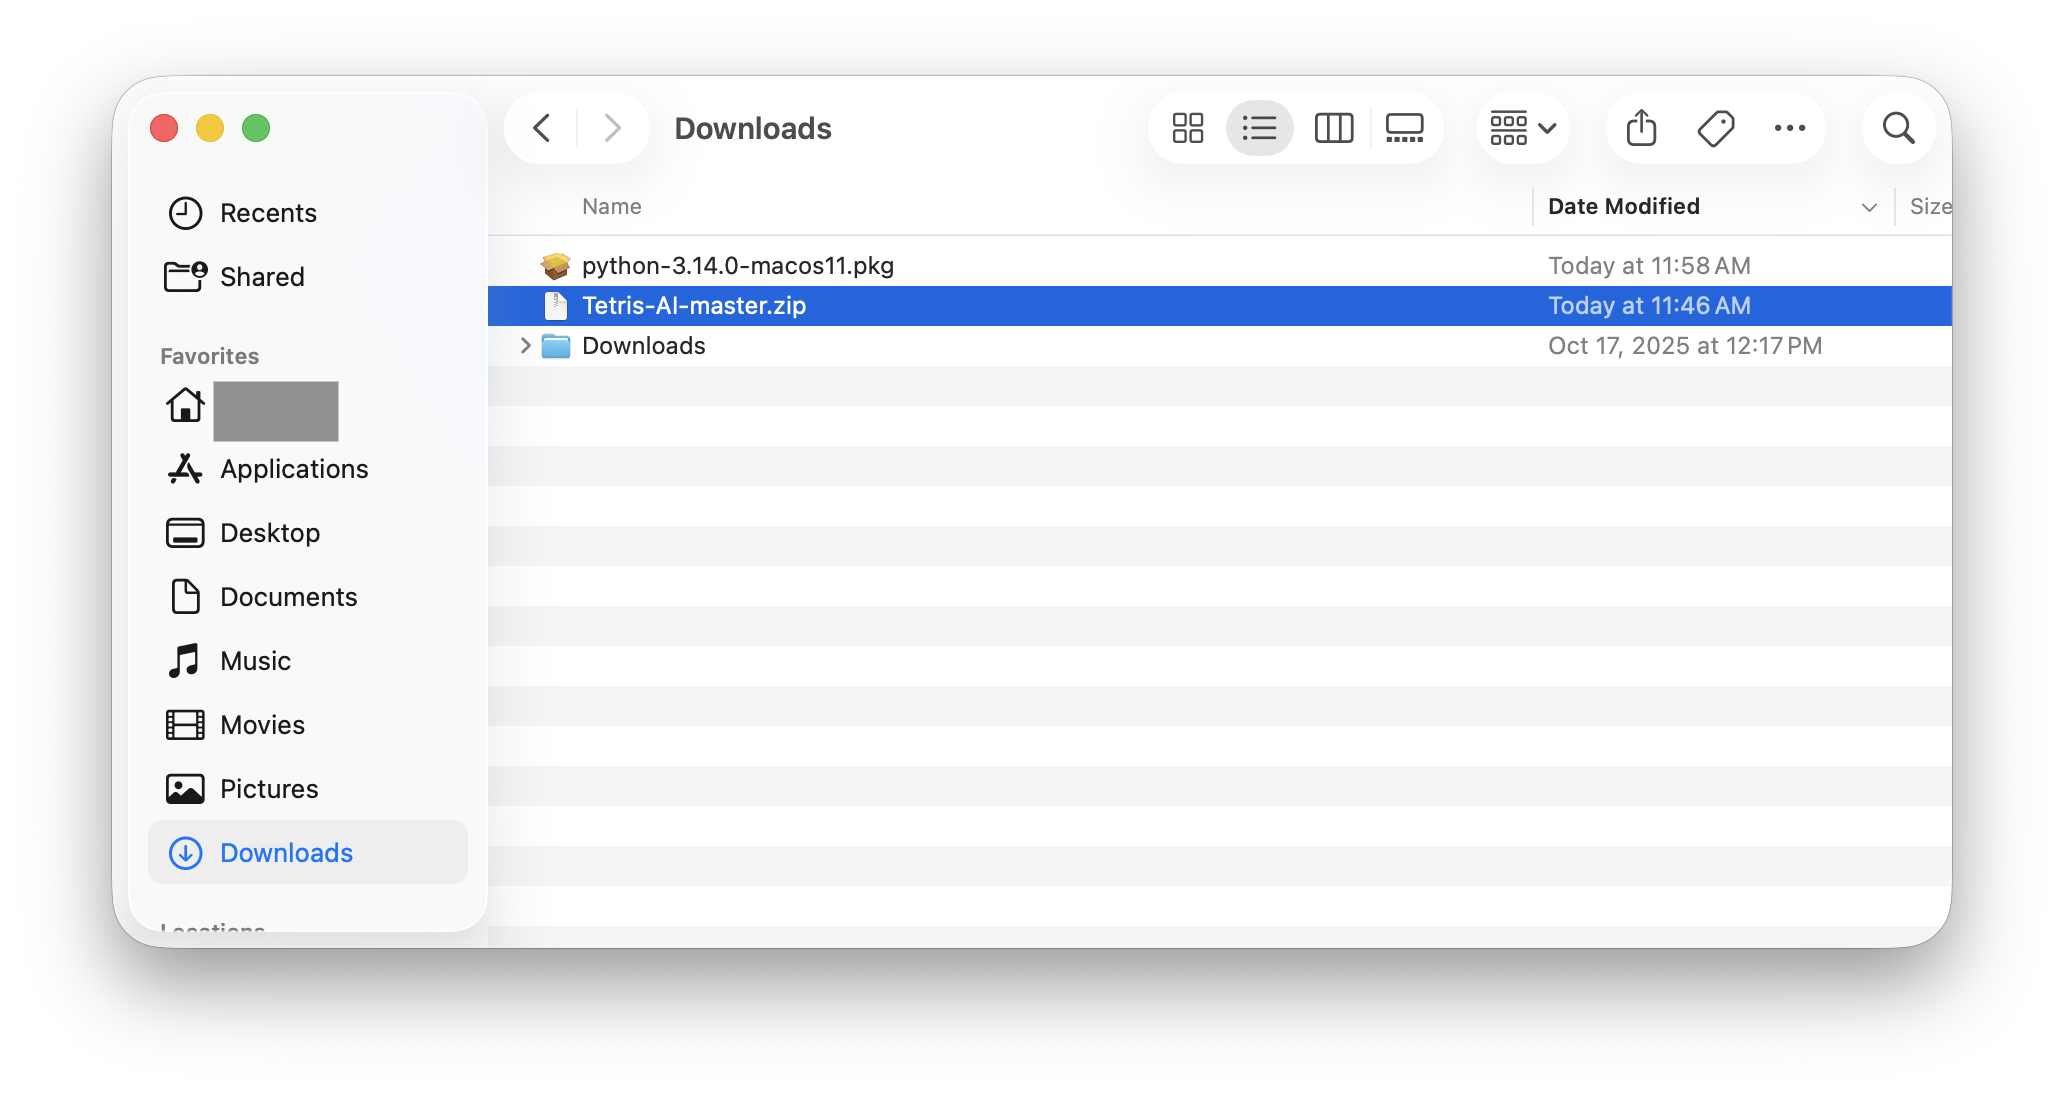 Downloads
Recents
Shared
Favorites
Applications
Desktop
Documents
Music
Movies
Pictures
Downloads
Locations
Name Date Modified Size
python-3.14.0-macos11.pkg Today at 11:58 AM
Tetris-AI-master.zip Today at 11:46 AM
Downloads Oct 17, 2025 at 12:17 PM